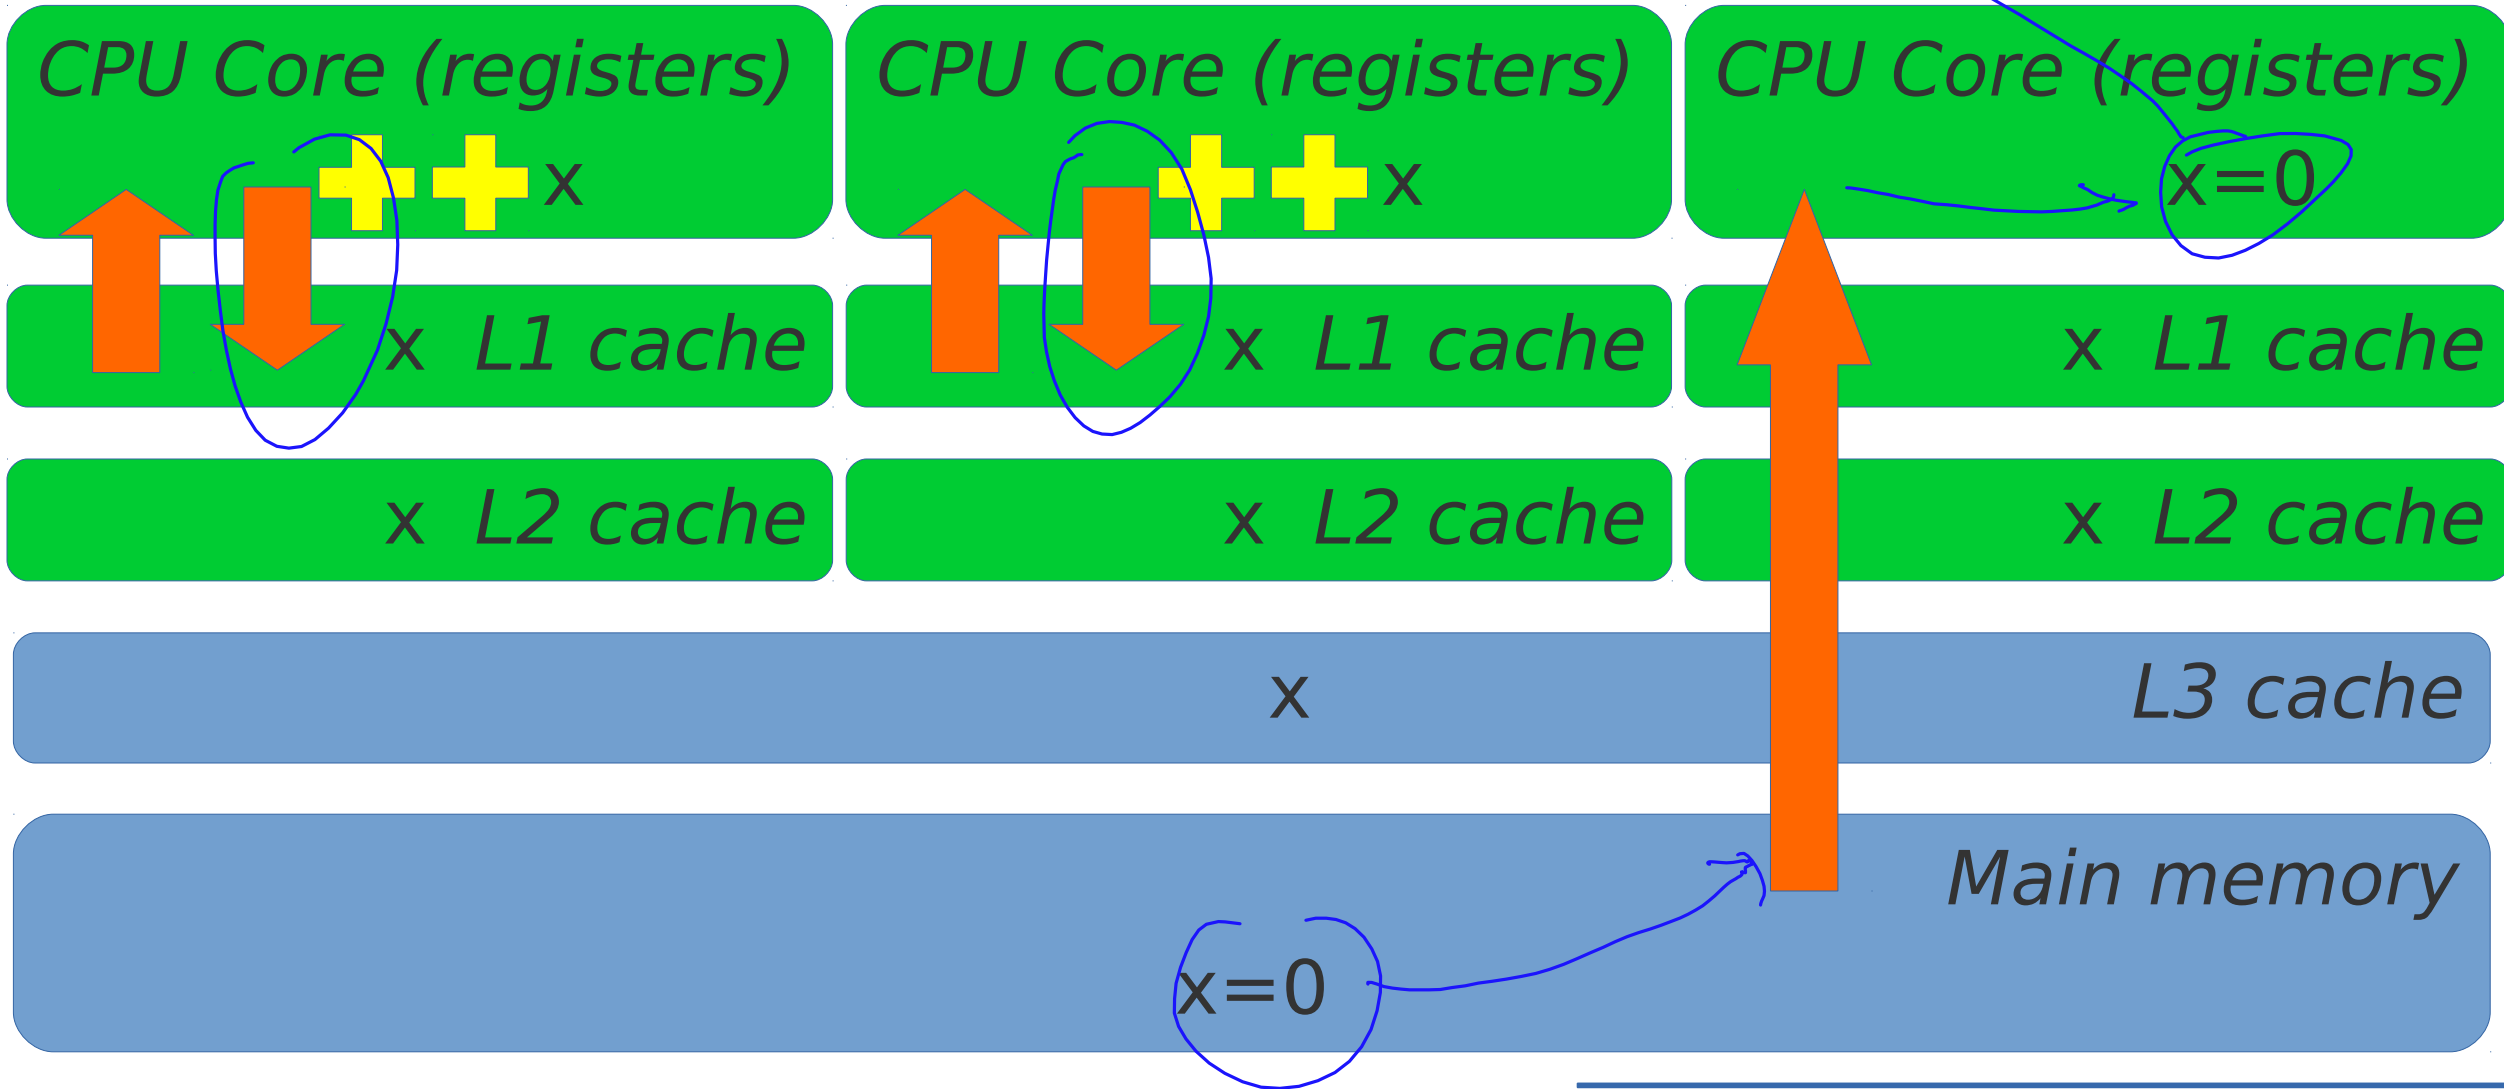 CPU Core (registers) CPU Core (registers) CPU Core (registers)
x x x=0
x L1 cache x L1 cache x L1 cache
x L2 cache x L2 cache x L2 cache
x L3 cache
Main memory
x=0